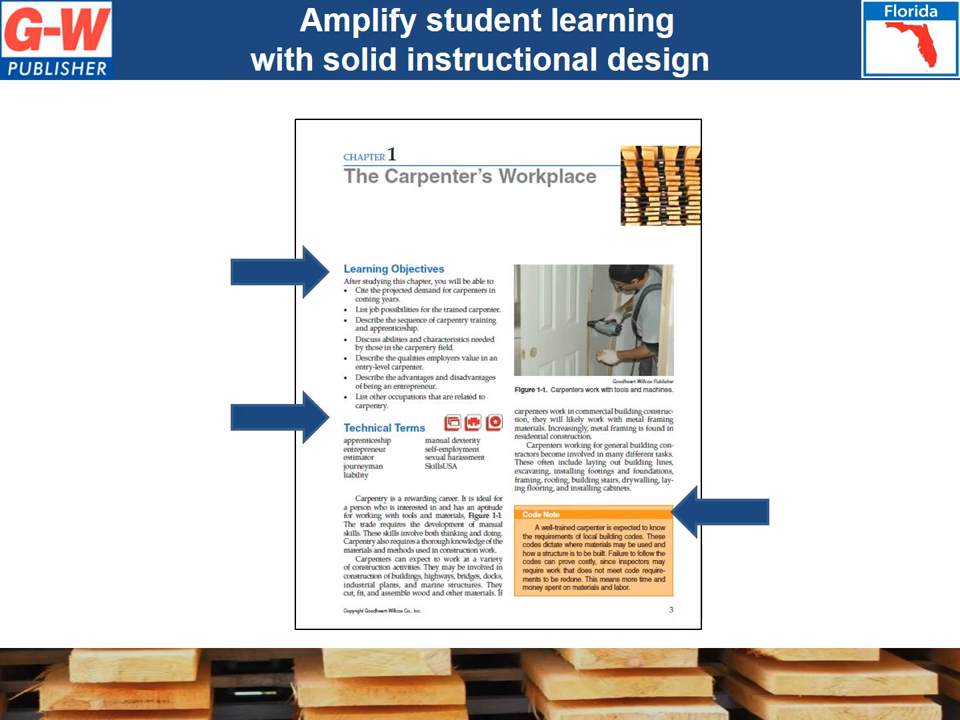 G-W
PUBLISHER
Amplify student learning
with solid instructional design
Florida
CHAPTER 1
The Carpenter's Workplace
Learning Objectives
After studying this chapter, you will be able to:
• Cite the projected demand for carpenters in
coming years.
• List job possibilities for the trained carpenter.
• Describe the sequence of carpentry training
and apprenticeship.
• Discuss abilities and characteristics needed
by those in the carpentry field.
• Describe the qualities employers value in an
entry-level carpenter.
• Describe the advantages and disadvantages
of being an entrepreneur.
• List other occupations that are related to
carpentry.
Technical Terms
apprenticeship
entrepreneur
estimator
journeyman
liability
manual dexterity
self-employment
sexual harassment
SkillsUSA
Carpentry is a rewarding career. It is ideal for
a person who is interested in and has an aptitude
for working with tools and materials, Figure 1-1.
The trade requires the development of manual
skills. These skills involve both thinking and doing.
Carpentry also requires a thorough knowledge of the
materials and methods used in construction work.
Carpenters can expect to work at a variety
of construction activities. They may be involved in
construction of buildings, highways, bridges, docks,
industrial plants, and marine structures. They
cut, fit, and assemble wood and other materials. If
Goodheart-Willcox Publisher
Figure 1-1. Carpenters work with tools and machines.
carpenters work in commercial building construc-
tion, they will likely work with metal framing
materials. Increasingly, metal framing is found in
residential construction.
Carpenters working for general building con-
tractors become involved in many different tasks.
These often include laying out building lines,
excavating, installing footings and foundations,
framing, roofing, building stairs, drywalling, lay-
ing flooring, and installing cabinets.
Code Note
A well-trained carpenter is expected to know
the requirements of local building codes. These
codes dictate where materials may be used and
how a structure is to be built. Failure to follow the
codes can prove costly, since inspectors may
require work that does not meet code require-
ments to be redone. This means more time and
money spent on materials and labor.
Copyright Goodheart-Willcox Co., Inc.
3